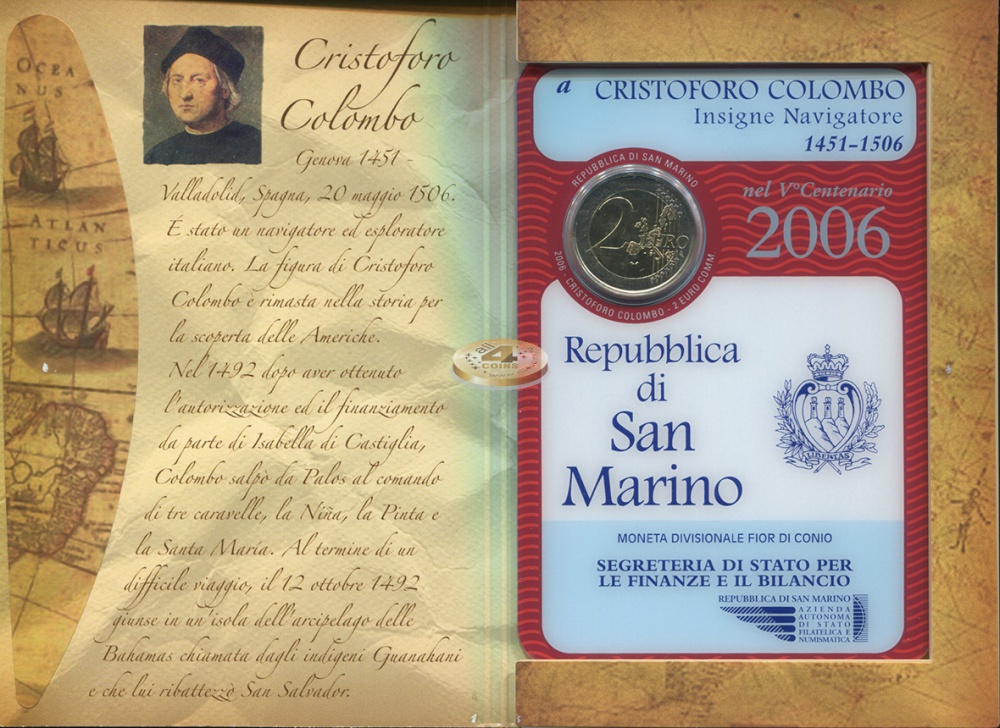 OCEA
NUS
ATLAN
TICUS
Cristoforo
Colombo
Genova 1451 -
Valladolid, Spagna, 20 maggio 1506.
È stato un navigatore ed esploratore
italiano. La figura di Cristoforo
Colombo è rimasta nella storia per
la scoperta delle Americhe.
Nel 1492 dopo aver ottenuto
l'autorizzazione ed il finanziamento
da parte di Isabella di Castiglia,
Colombo salpò da Palos al comando
di tre caravelle, la Niña, la Pinta e
la Santa María. Al termine di un
difficile viaggio, il 12 ottobre 1492
giunse in un'isola dell'arcipelago delle
Bahamas chiamata dagli indigeni Guanahani
e che lui ribattezzò San Salvador.
all
4
COINS
a CRISTOFORO COLOMBO
Insigne Navigatore
1451-1506
REPUBBLICA DI SAN MARINO
2 EURO
2006 - CRISTOFORO COLOMBO - 2 EURO COMM.
nel V° Centenario
2006
Repubblica
di
San
Marino
LIBERTAS
MONETA DIVISIONALE FIOR DI CONIO
SEGRETERIA DI STATO PER
LE FINANZE E IL BILANCIO
REPUBBLICA DI SAN MARINO
AZIENDA
AUTONOMA
DI STATO
FILATELICA E
NUMISMATICA